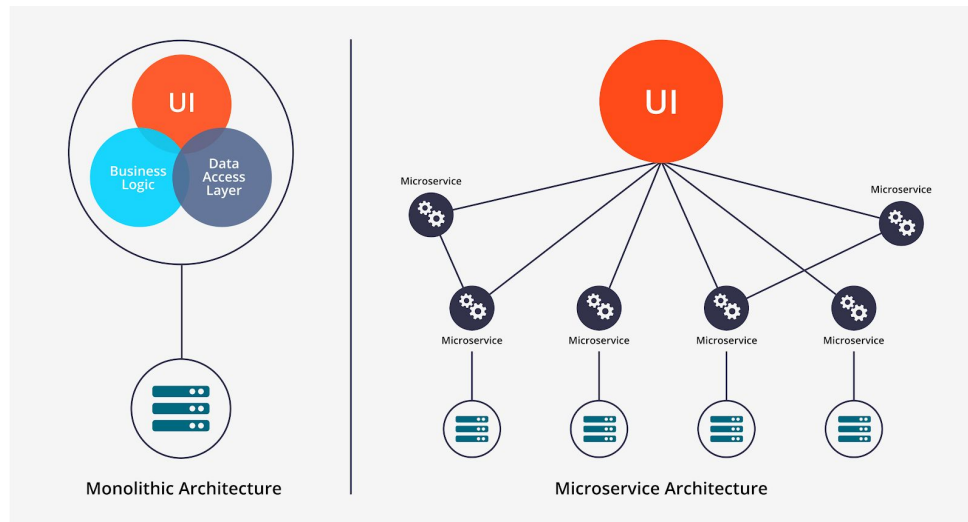 UI
Business
Logic
Data
Access
Layer
Monolithic Architecture
UI
Microservice
Microservice
Microservice
Microservice
Microservice
Microservice
Microservice Architecture